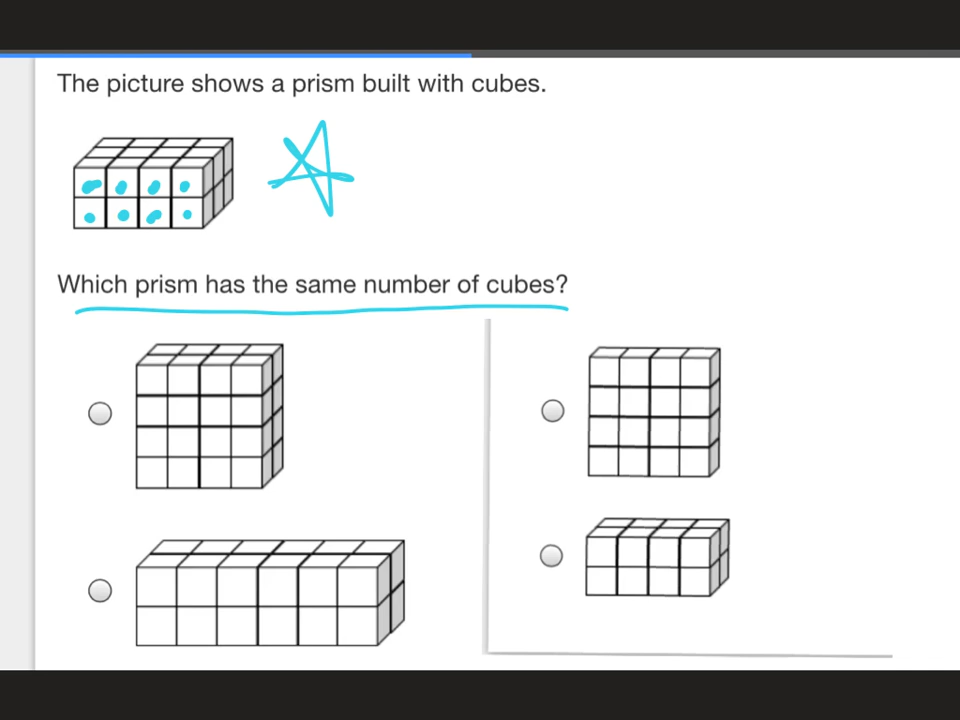 The picture shows a prism built with cubes.
Which prism has the same number of cubes?